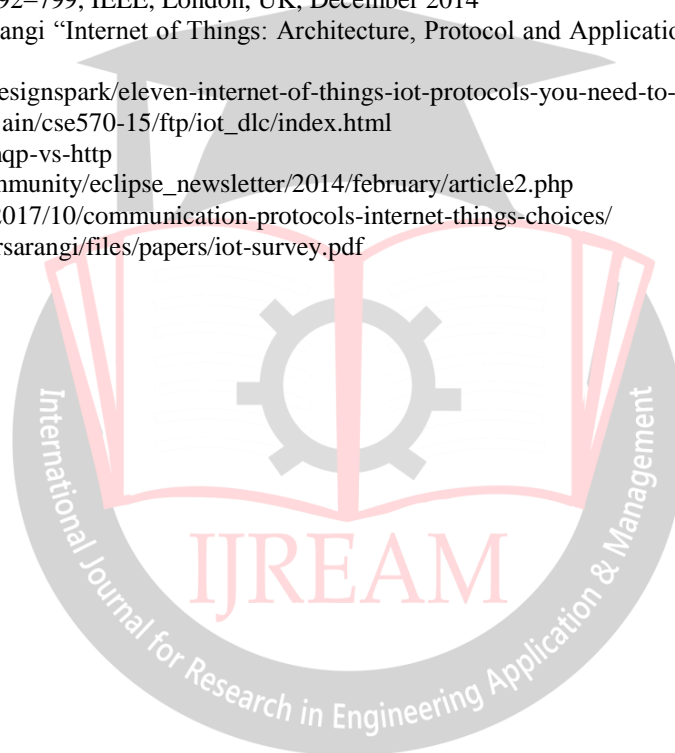 92–799, IEEE, London, UK, December 2014
angi “Internet of Things: Architecture, Protocol and Applicatio
esignspark/eleven-internet-of-things-iot-protocols-you-need-to-
ain/cse570-15/ftp/iot_dlc/index.html
qp-vs-http
mmunity/eclipse_newsletter/2014/february/article2.php
2017/10/communication-protocols-internet-things-choices/
rsarangi/files/papers/iot-survey.pdf
IJREAM
International Journal for Research in Engineering Application & Management